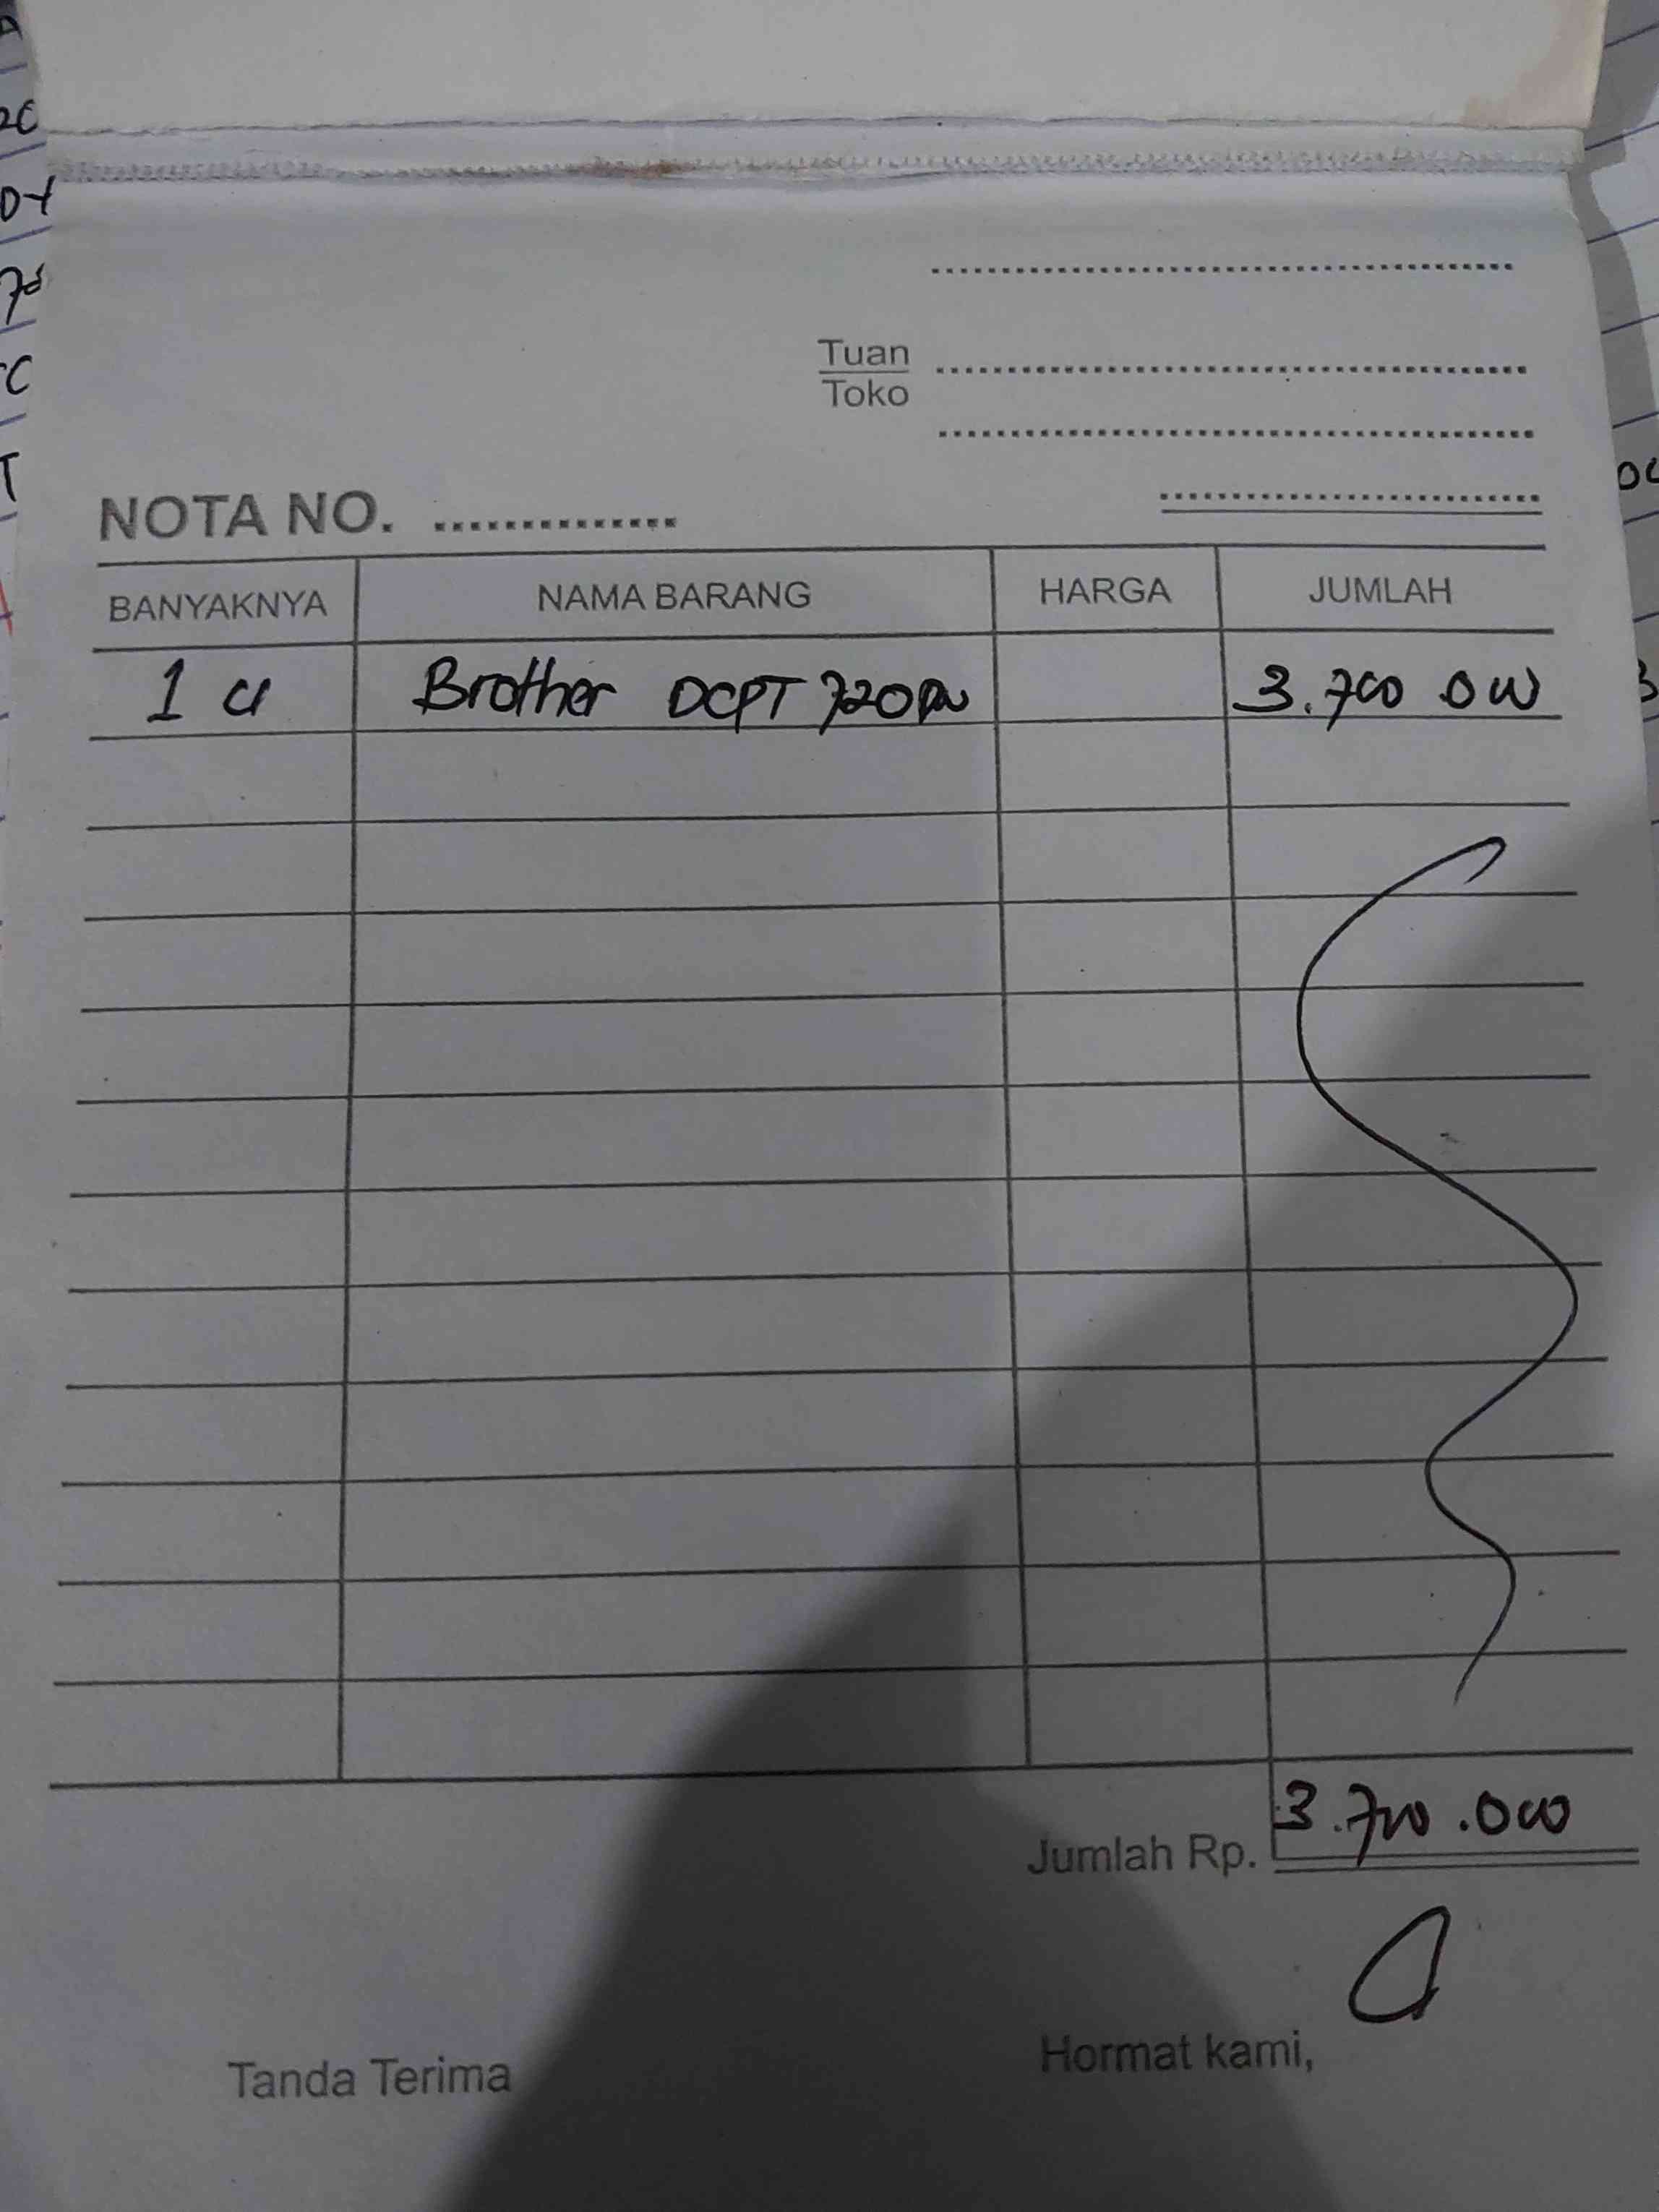 Tuan
Toko
NOTA NO.
BANYAKNYA NAMA BARANG HARGA JUMLAH
1 u Brother DCPT 720DW 3.700 000
Jumlah Rp. 3.700.000
Tanda Terima Hormat kami,